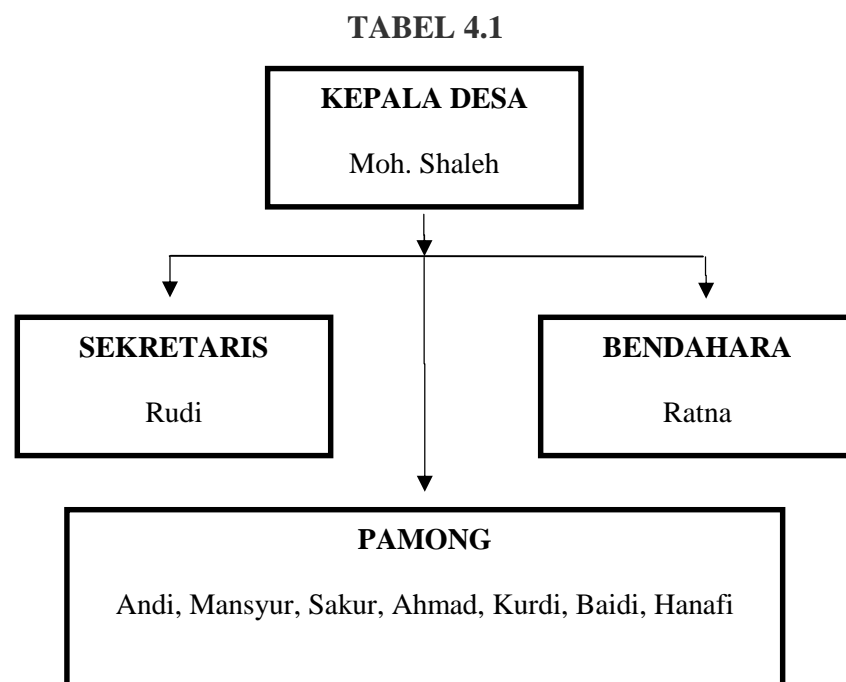 TABEL 4.1
KEPALA DESA
Moh. Shaleh
SEKRETARIS
Rudi
BENDAHARA
Ratna
PAMONG
Andi, Mansyur, Sakur, Ahmad, Kurdi, Baidi, Hanafi